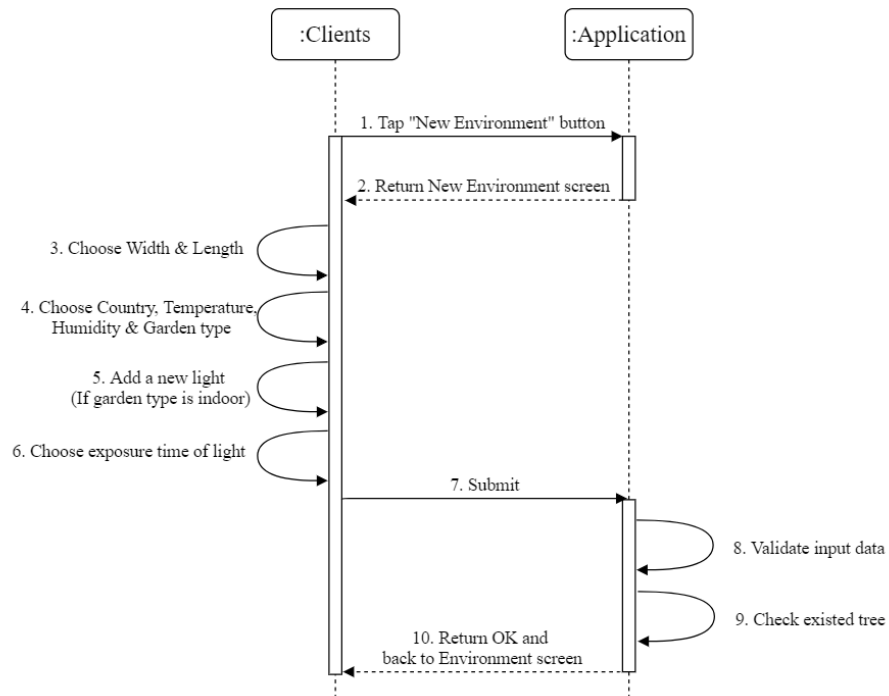 :Clients
:Application
1. Tap "New Environment" button
2. Return New Environment screen
3. Choose Width & Length
4. Choose Country, Temperature,
Humidity & Garden type
5. Add a new light
(If garden type is indoor)
6. Choose exposure time of light
7. Submit
8. Validate input data
9. Check existed tree
10. Return OK and
back to Environment screen